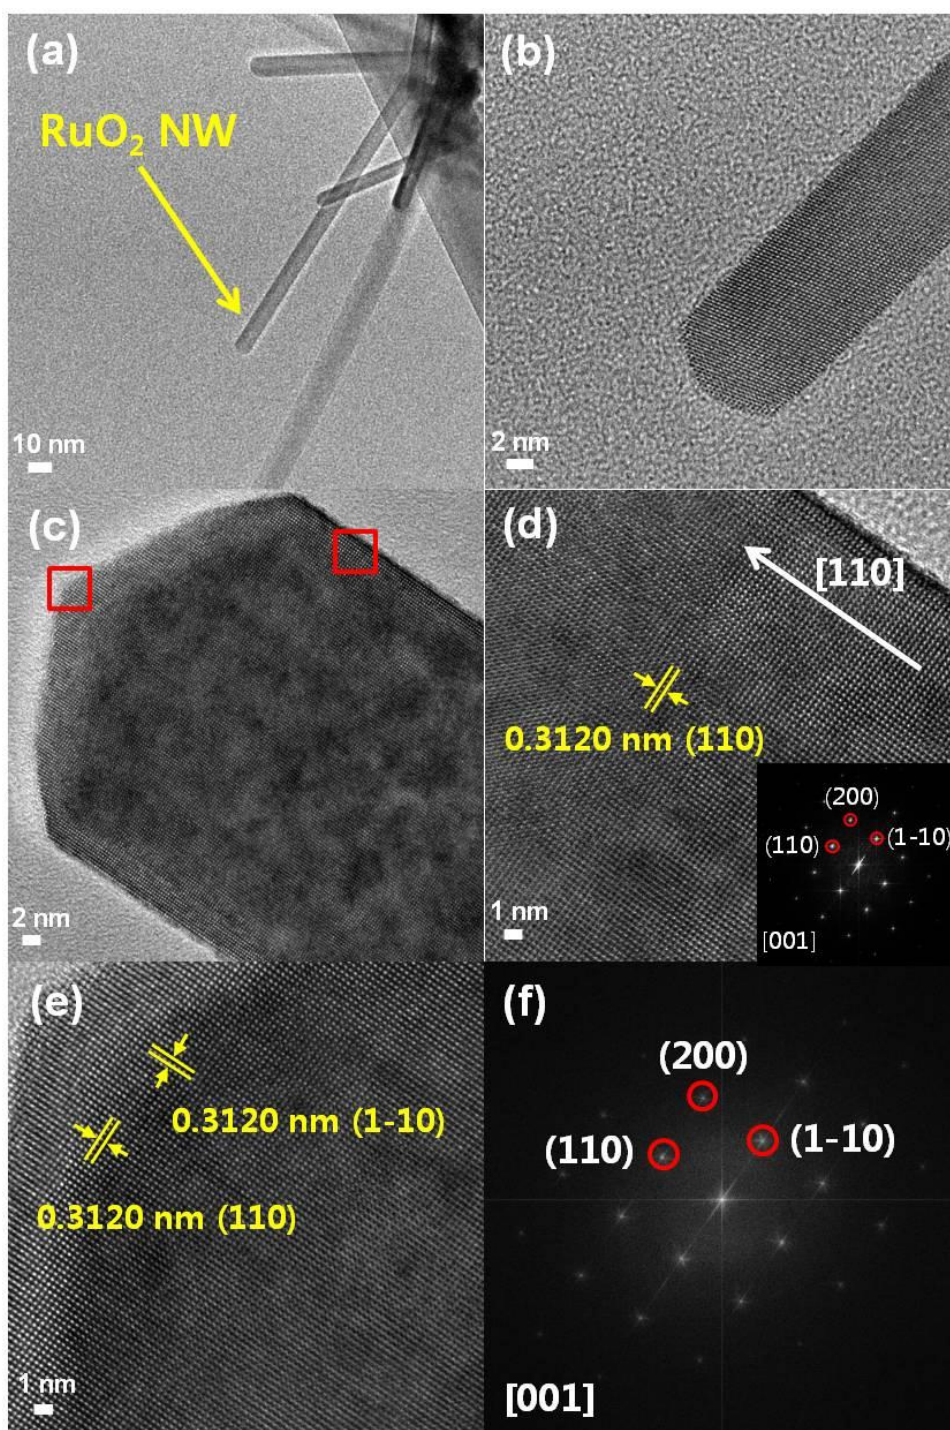 (a)
RuO₂ NW
10 nm
(b)
2 nm
(c)
2 nm
(d)
[110]
0.3120 nm (110)
1 nm
(200)
(110)
(1-10)
[001]
(e)
0.3120 nm (1-10)
0.3120 nm (110)
1 nm
(f)
(200)
(110)
(1-10)
[001]